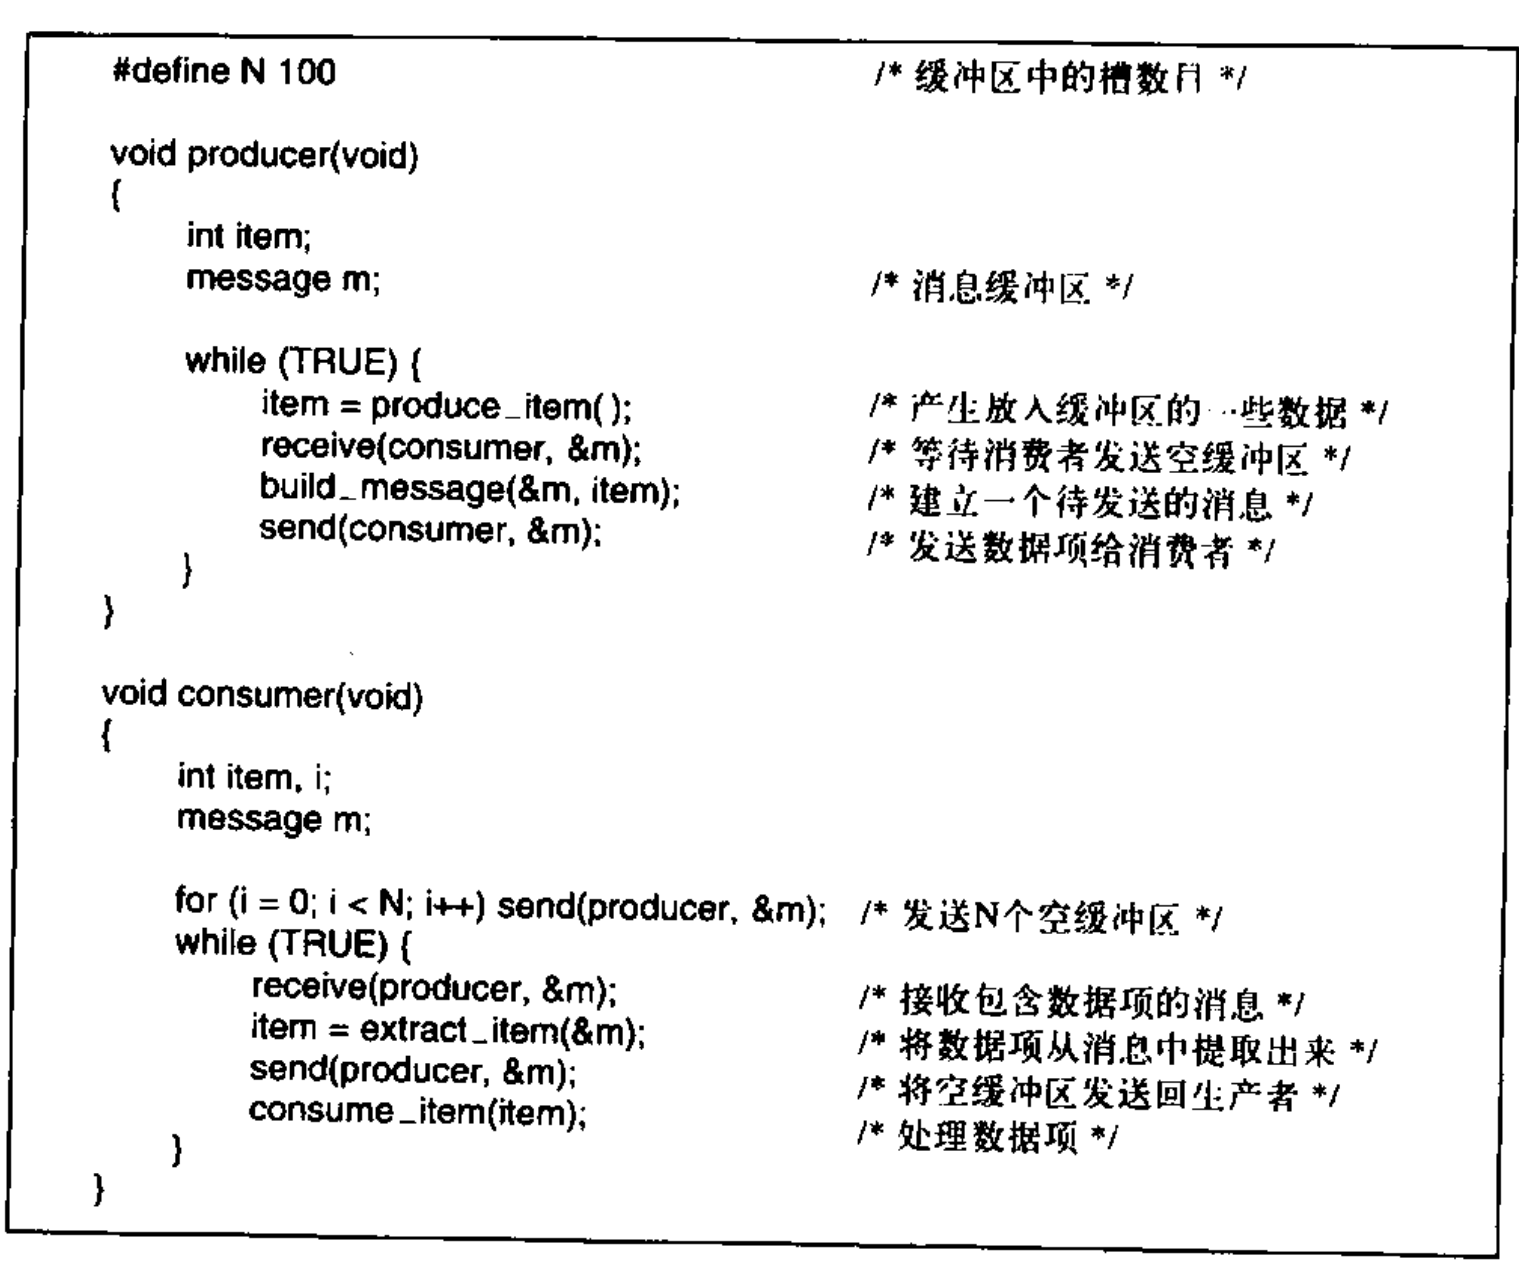 #define N 100 /* 缓冲区中的槽数目 */
void producer(void)
{
int item;
message m; /* 消息缓冲区 */
while (TRUE) {
item = produce_item( ); /* 产生放入缓冲区的一些数据 */
receive(consumer, &m); /* 等待消费者发送空缓冲区 */
build_message(&m, item); /* 建立一个待发送的消息 */
send(consumer, &m); /* 发送数据项给消费者 */
}
}
void consumer(void)
{
int item, i;
message m;
for (i = 0; i < N; i++) send(producer, &m); /* 发送N个空缓冲区 */
while (TRUE) {
receive(producer, &m); /* 接收包含数据项的消息 */
item = extract_item(&m); /* 将数据项从消息中提取出来 */
send(producer, &m); /* 将空缓冲区发送回生产者 */
consume_item(item); /* 处理数据项 */
}
}